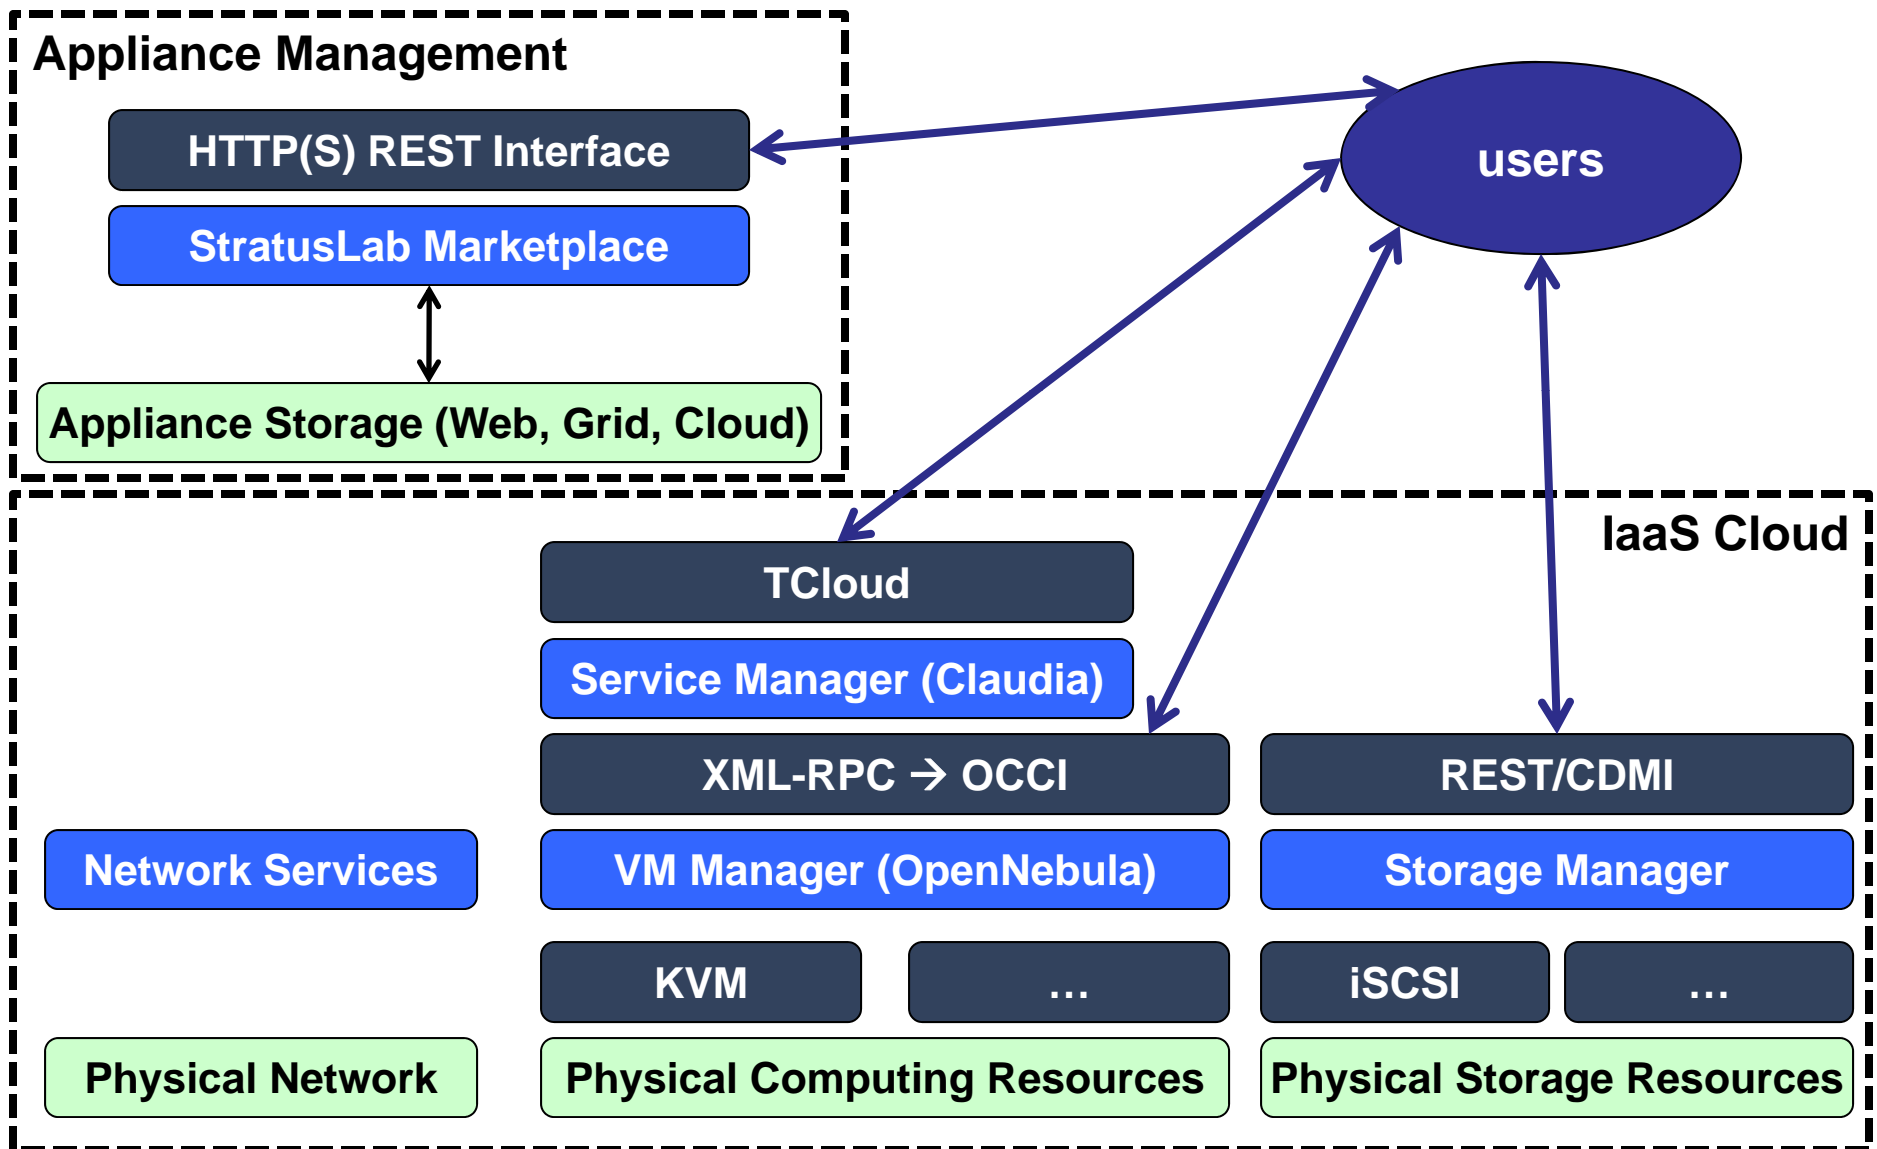 Appliance Management
HTTP(S) REST Interface
StratusLab Marketplace
Appliance Storage (Web, Grid, Cloud)
users
IaaS Cloud
TCloud
Service Manager (Claudia)
XML-RPC → OCCI
REST/CDMI
Network Services
VM Manager (OpenNebula)
Storage Manager
KVM
…
iSCSI
…
Physical Network
Physical Computing Resources
Physical Storage Resources